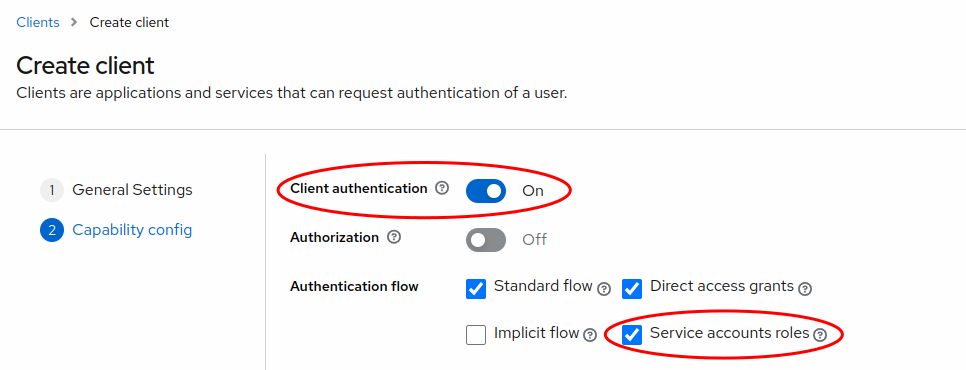 Clients > Create client
Create client
Clients are applications and services that can request authentication of a user.
1 General Settings
2 Capability config
Client authentication ? On
Authorization ? Off
Authentication flow Standard flow ? Direct access grants ?
Implicit flow ? Service accounts roles ?